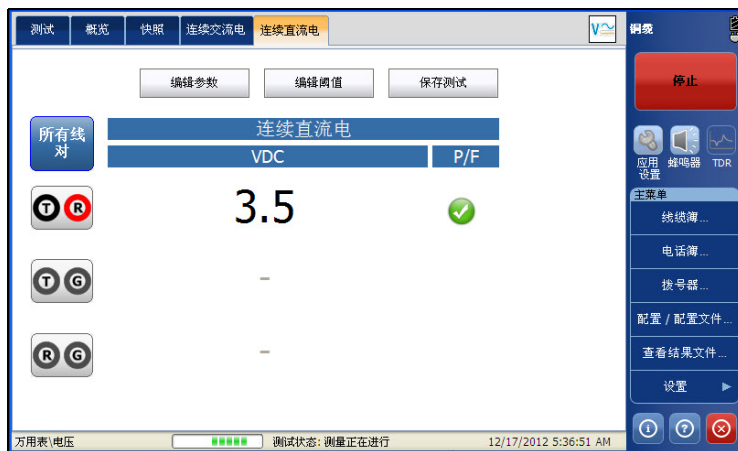 测试 概览 快照 连续交流电 连续直流电 V 铜缆
编辑参数 编辑阈值 保存测试 停止
所有线对 连续直流电
VDC P/F
应用设置 蜂鸣器 TDR
主菜单
T R 3.5
线缆簿...
电话簿...
T G -
拨号器...
配置 / 配置文件...
R G -
查看结果文件...
设置
万用表\电压 测试状态: 测量正在进行 12/17/2012 5:36:51 AM